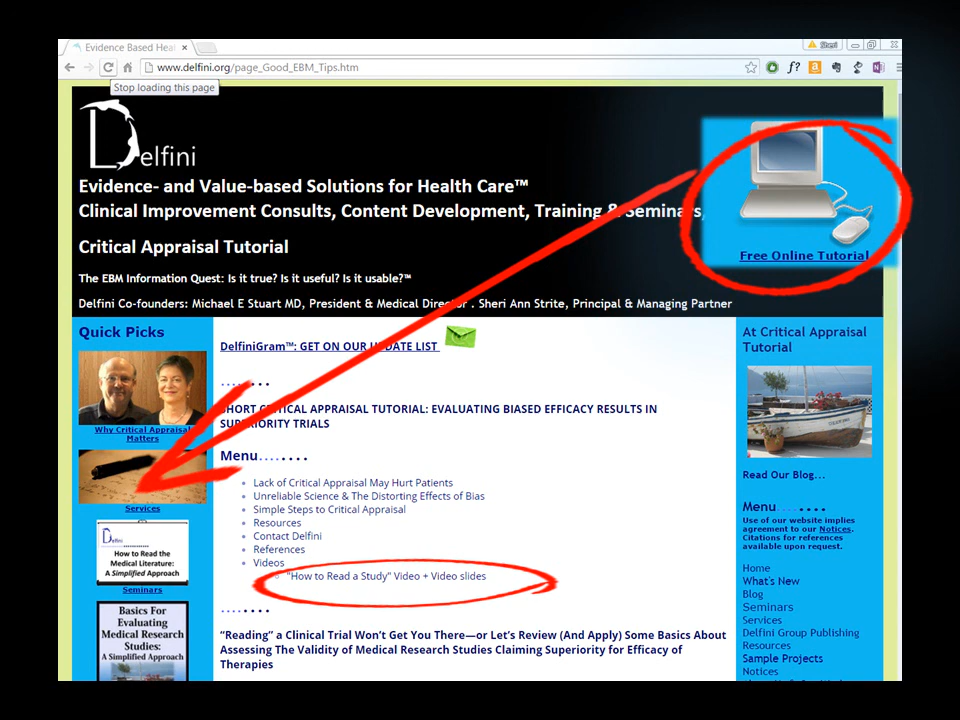 Evidence Based Heal
Sheri
www.delfini.org/page_Good_EBM_Tips.htm
f?
Stop loading this page
Delfini
Evidence- and Value-based Solutions for Health Care™
Clinical Improvement Consults, Content Development, Training & Seminars,
Critical Appraisal Tutorial
The EBM Information Quest: Is it true? Is it useful? Is it usable?™
Delfini Co-founders: Michael E Stuart MD, President & Medical Director . Sheri Ann Strite, Principal & Managing Partner
Free Online Tutorial
Quick Picks
Why Critical Appraisal
Matters
Services
How to Read the
Medical Literature:
A Simplified Approach
Seminars
Basics For
Evaluating
Medical Research
Studies:
A Simplified Approach
DelfiniGram™: GET ON OUR UPDATE LIST
........
SHORT CRITICAL APPRAISAL TUTORIAL: EVALUATING BIASED EFFICACY RESULTS IN
SUPERIORITY TRIALS
Menu........
Lack of Critical Appraisal May Hurt Patients
Unreliable Science & The Distorting Effects of Bias
Simple Steps to Critical Appraisal
Resources
Contact Delfini
References
Videos
"How to Read a Study" Video + Video slides
........
“Reading” a Clinical Trial Won’t Get You There—or Let’s Review (And Apply) Some Basics About
Assessing The Validity of Medical Research Studies Claiming Superiority for Efficacy of
Therapies
At Critical Appraisal
Tutorial
Read Our Blog...
Menu........
Use of our website implies
agreement to our Notices.
Citations for references
available upon request.
Home
What's New
Blog
Seminars
Services
Delfini Group Publishing
Resources
Sample Projects
Notices